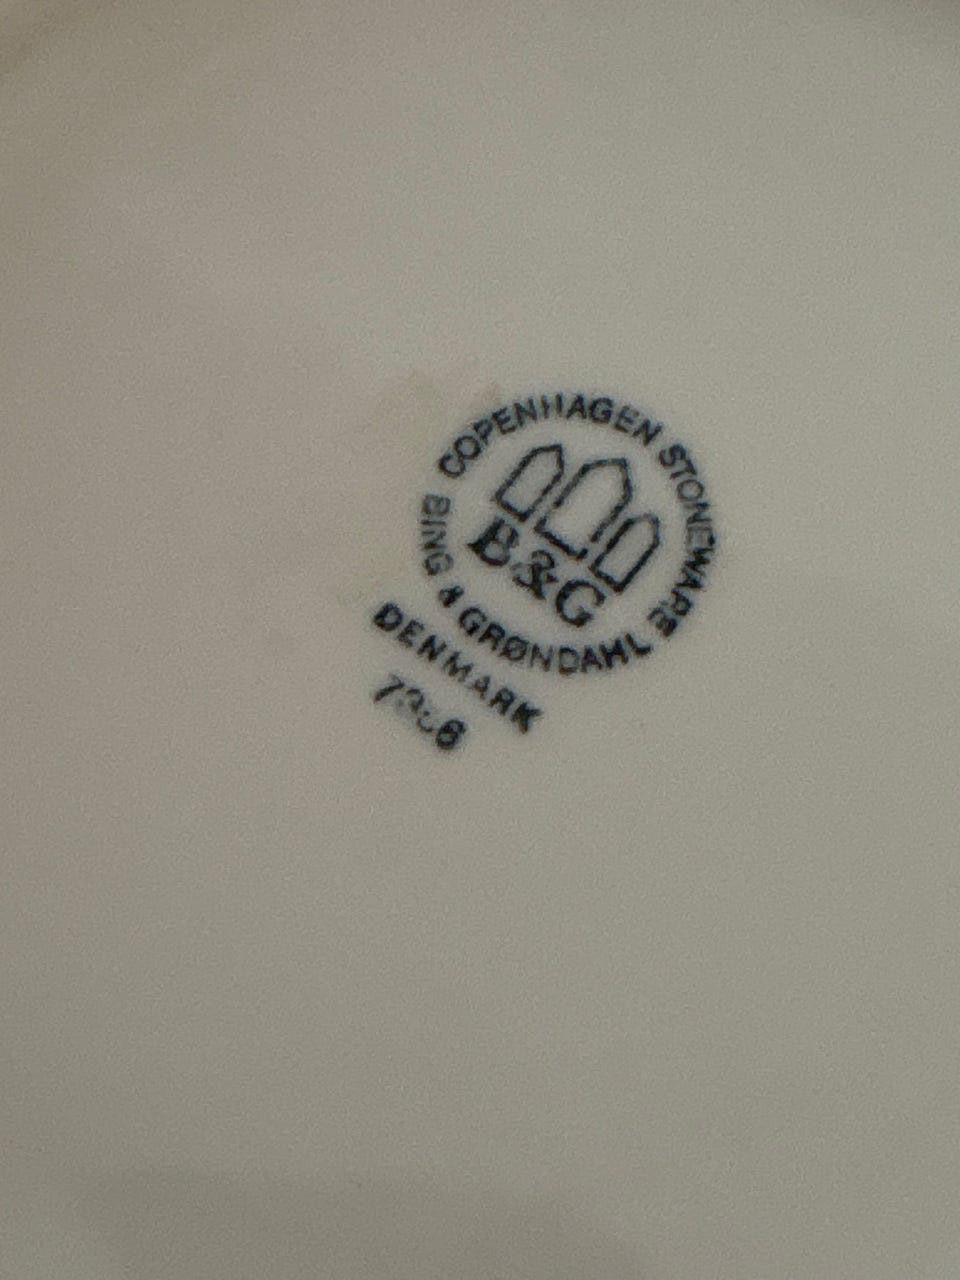 COPENHAGEN STONEWARE
B&G
BING & GRØNDAHL
DENMARK